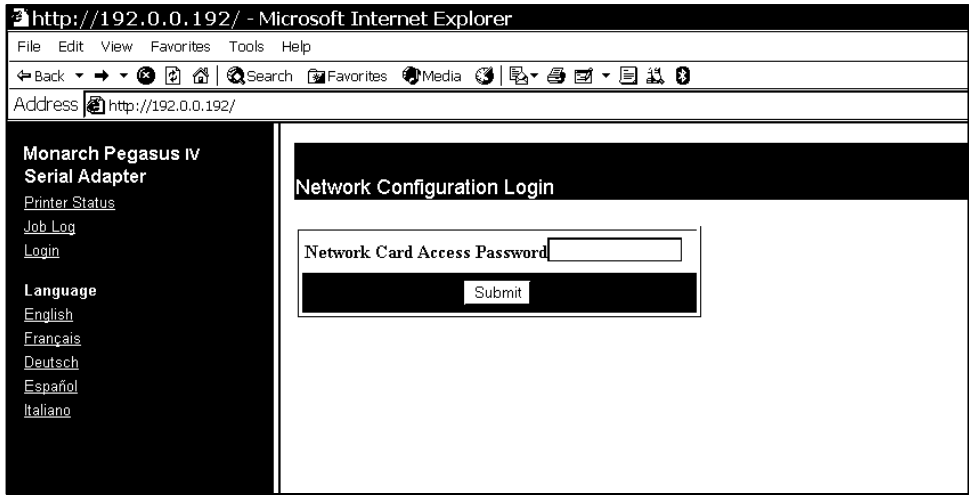 http://192.0.0.192/ - Microsoft Internet Explorer
File Edit View Favorites Tools Help
Back Search Favorites Media
Address http://192.0.0.192/
Monarch Pegasus IV
Serial Adapter
Printer Status
Job Log
Login
Language
English
Français
Deutsch
Español
Italiano
Network Configuration Login
Network Card Access Password
Submit